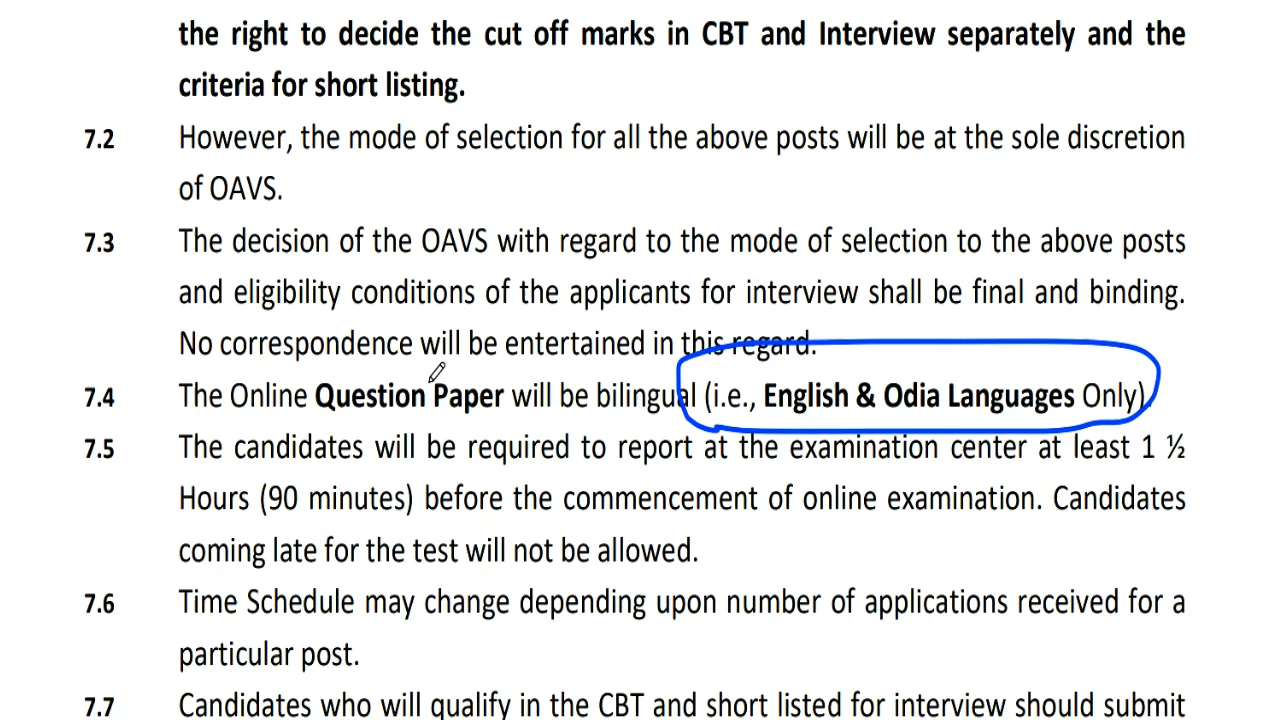 the right to decide the cut off marks in CBT and Interview separately and the
criteria for short listing.
7.2 However, the mode of selection for all the above posts will be at the sole discretion
of OAVS.
7.3 The decision of the OAVS with regard to the mode of selection to the above posts
and eligibility conditions of the applicants for interview shall be final and binding.
No correspondence will be entertained in this regard.
7.4 The Online Question Paper will be bilingual (i.e., English & Odia Languages Only).
7.5 The candidates will be required to report at the examination center at least 1 ½
Hours (90 minutes) before the commencement of online examination. Candidates
coming late for the test will not be allowed.
7.6 Time Schedule may change depending upon number of applications received for a
particular post.
7.7 Candidates who will qualify in the CBT and short listed for interview should submit